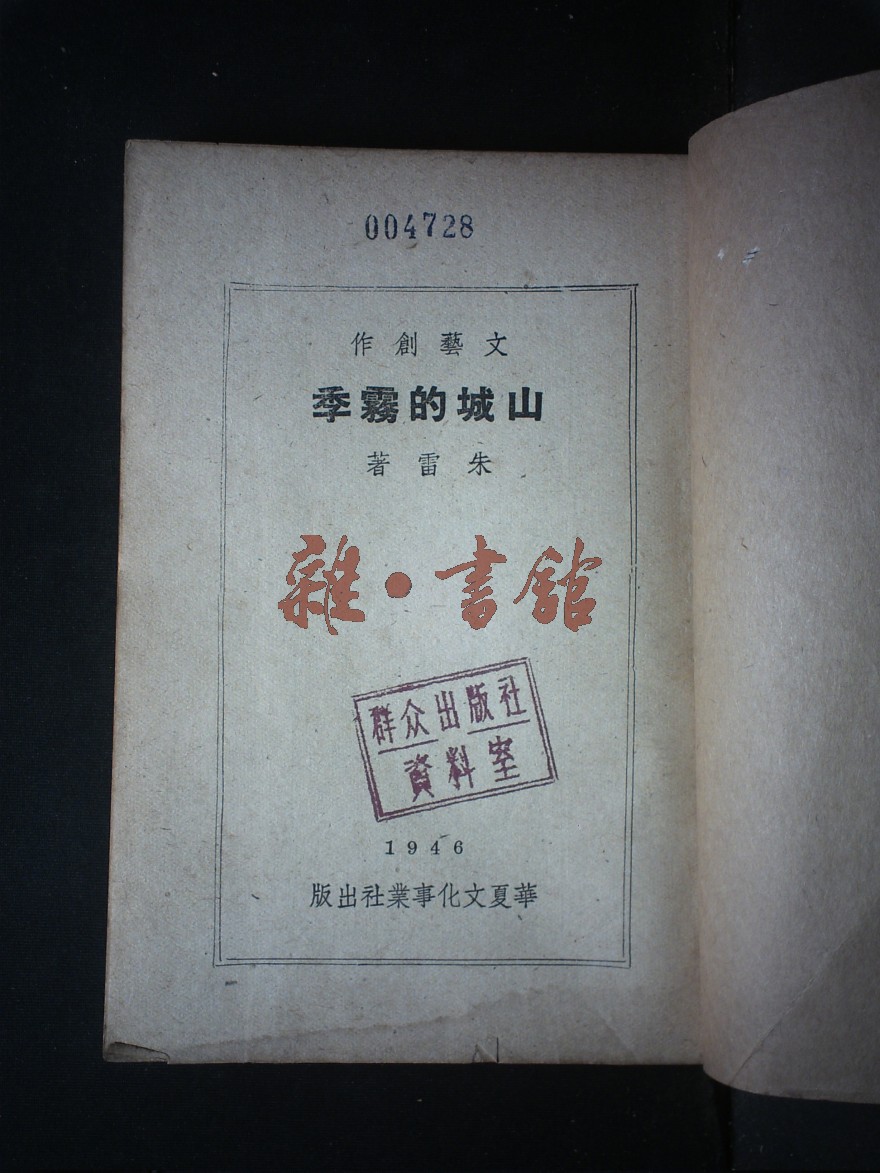 004728
文藝創作
山城的霧季
朱雷著
雜·書館
群众出版社
資料室
1946
華夏文化事業社出版